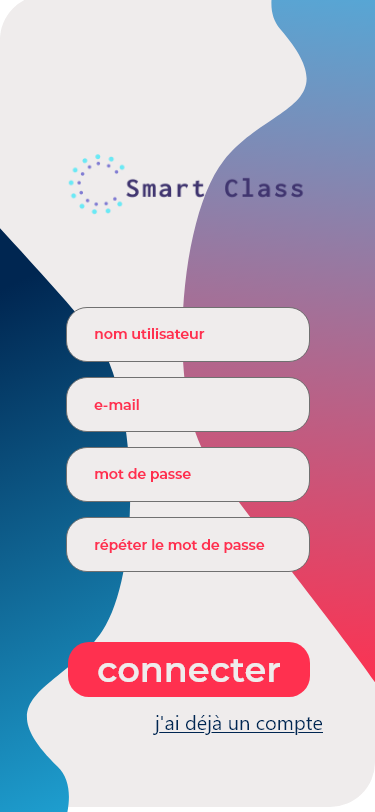 Smart Class
nom utilisateur
e-mail
mot de passe
répéter le mot de passe
connecter
j'ai déjà un compte